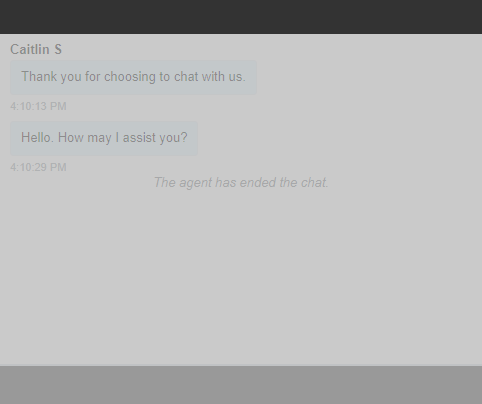 Caitlin S
Thank you for choosing to chat with us.
4:10:13 PM
Hello. How may I assist you?
4:10:29 PM
The agent has ended the chat.